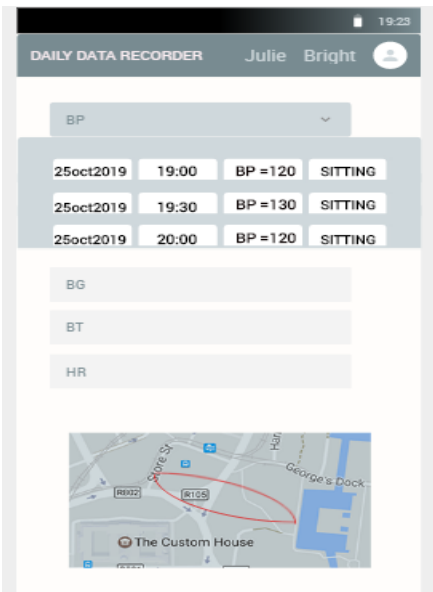 19:23
DAILY DATA RECORDER Julie Bright
BP
25oct2019 19:00 BP =120 SITTING
25oct2019 19:30 BP =130 SITTING
25oct2019 20:00 BP =120 SITTING
BG
BT
HR
Store St
Har
George's Dock
R802
R105
The Custom House